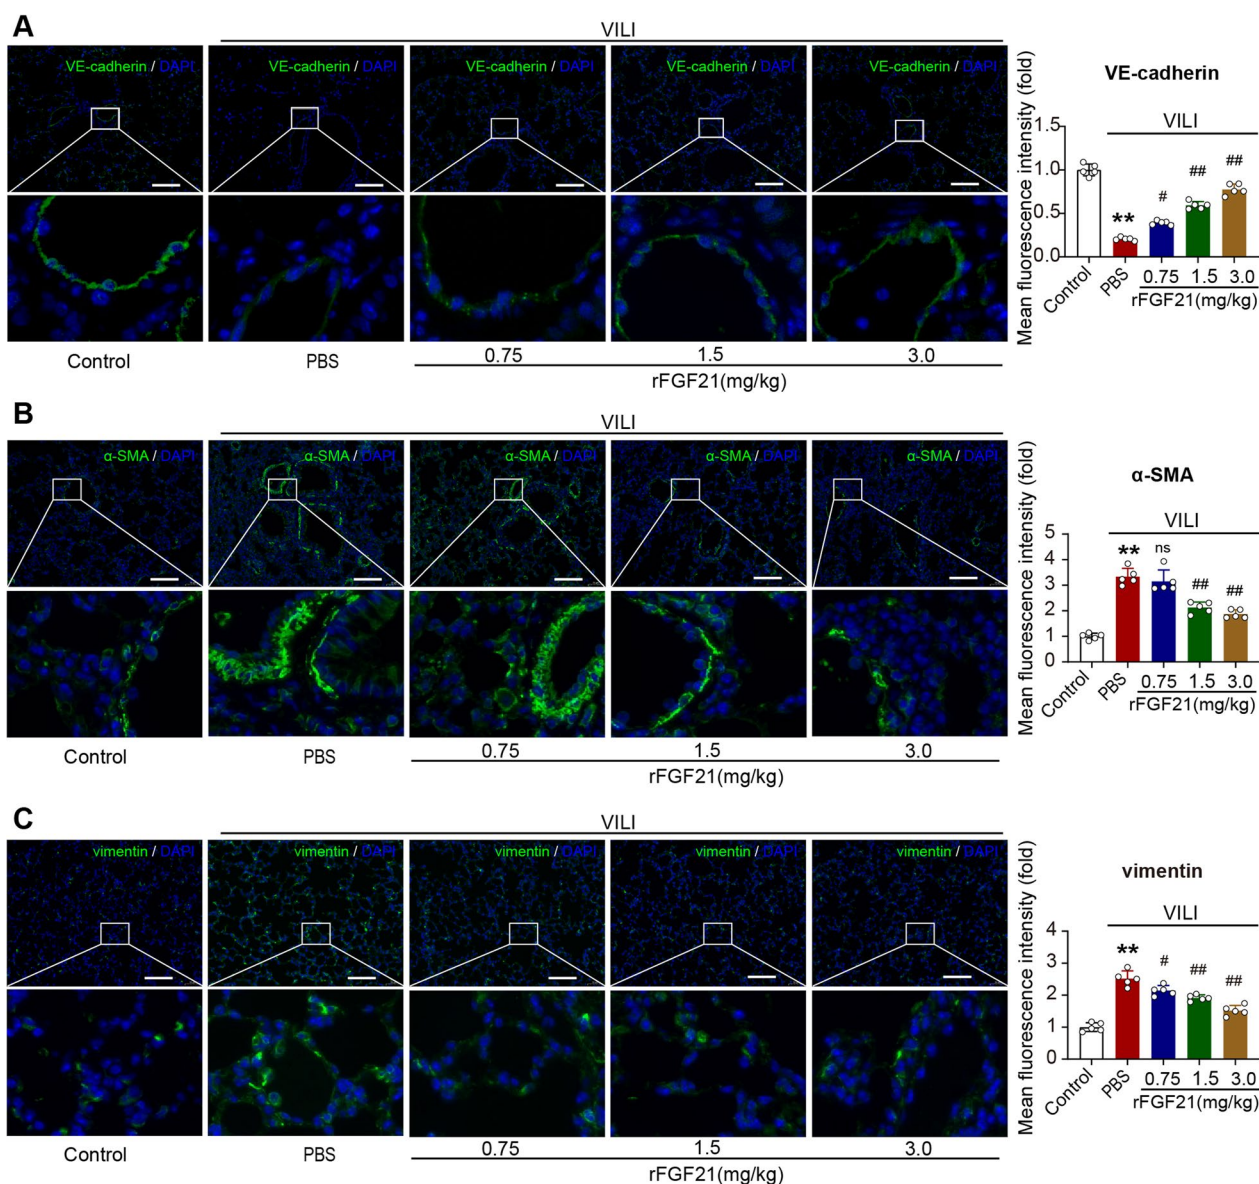 A
VILI
VE-cadherin / DAPI
VE-cadherin / DAPI
VE-cadherin / DAPI
VE-cadherin / DAPI
VE-cadherin / DAPI
Control
PBS
0.75
1.5
3.0
rFGF21(mg/kg)
VE-cadherin
VILI
Mean fluorescence intensity (fold)
1.5
1.0
0.5
0.0
**
#
##
##
Control
PBS
0.75
1.5
3.0
rFGF21(mg/kg)
B
VILI
α-SMA / DAPI
α-SMA / DAPI
α-SMA / DAPI
α-SMA / DAPI
α-SMA / DAPI
Control
PBS
0.75
1.5
3.0
rFGF21(mg/kg)
α-SMA
VILI
Mean fluorescence intensity (fold)
5
4
3
2
1
0
**
ns
##
##
Control
PBS
0.75
1.5
3.0
rFGF21(mg/kg)
C
VILI
vimentin / DAPI
vimentin / DAPI
vimentin / DAPI
vimentin / DAPI
vimentin / DAPI
Control
PBS
0.75
1.5
3.0
rFGF21(mg/kg)
vimentin
VILI
Mean fluorescence intensity (fold)
4
3
2
1
0
**
#
##
##
Control
PBS
0.75
1.5
3.0
rFGF21(mg/kg)